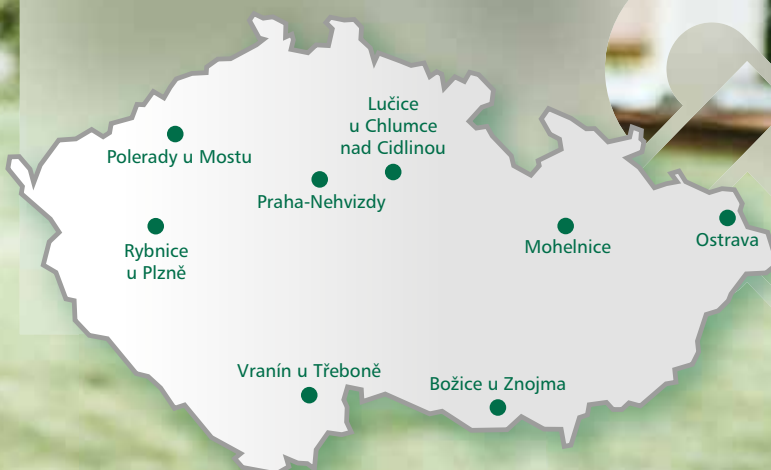 Lučice
u Chlumce
nad Cidlinou
Polerady u Mostu
Praha-Nehvizdy
Rybnice
u Plzně
Mohelnice
Ostrava
Vranín u Třeboně
Božice u Znojma